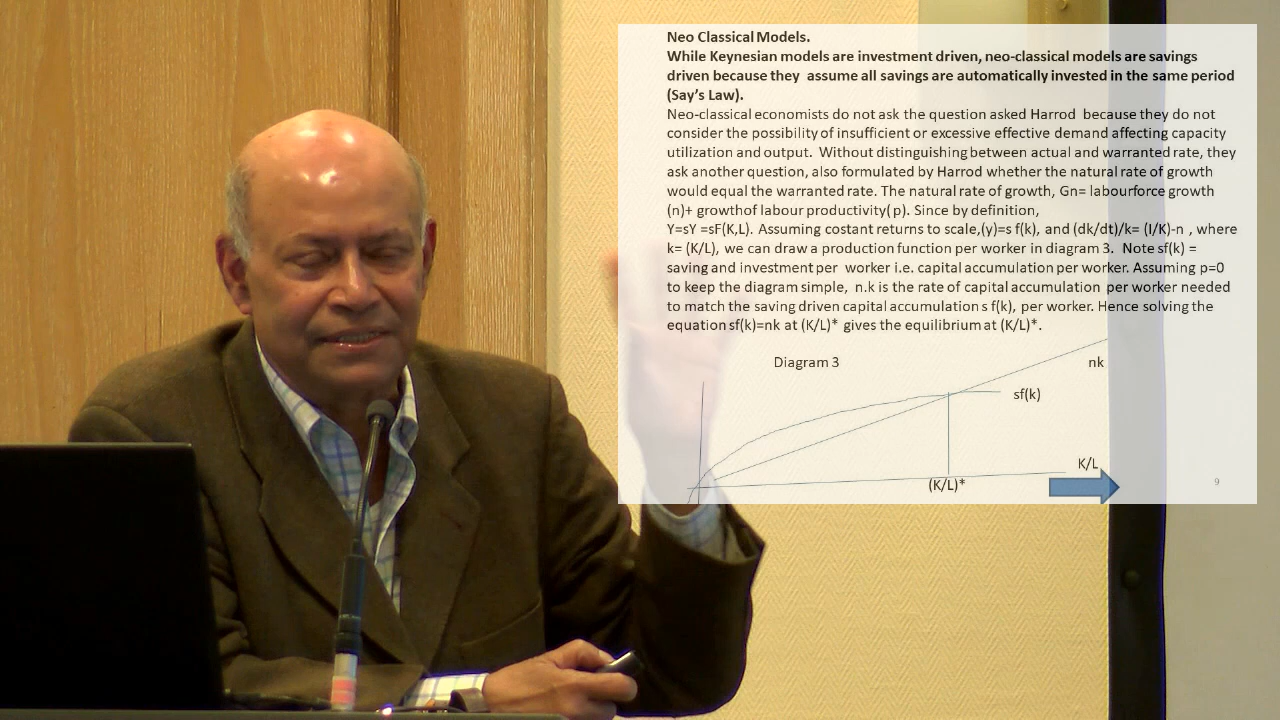 Neo Classical Models.
While Keynesian models are investment driven, neo-classical models are savings
driven because they assume all savings are automatically invested in the same period
(Say's Law).
Neo-classical economists do not ask the question asked Harrod because they do not
consider the possibility of insufficient or excessive effective demand affecting capacity
utilization and output. Without distinguishing between actual and warranted rate, they
ask another question, also formulated by Harrod whether the natural rate of growth
would equal the warranted rate. The natural rate of growth, Gn= labourforce growth
(n)+ growthof labour productivity( p). Since by definition,
Y=sY =sF(K,L). Assuming costant returns to scale,(y)=s f(k), and (dk/dt)/k= (I/K)-n , where
k= (K/L), we can draw a production function per worker in diagram 3. Note sf(k) =
saving and investment per worker i.e. capital accumulation per worker. Assuming p=0
to keep the diagram simple, n.k is the rate of capital accumulation per worker needed
to match the saving driven capital accumulation s f(k), per worker. Hence solving the
equation sf(k)=nk at (K/L)* gives the equilibrium at (K/L)*.
Diagram 3
nk
sf(k)
K/L
(K/L)*
9